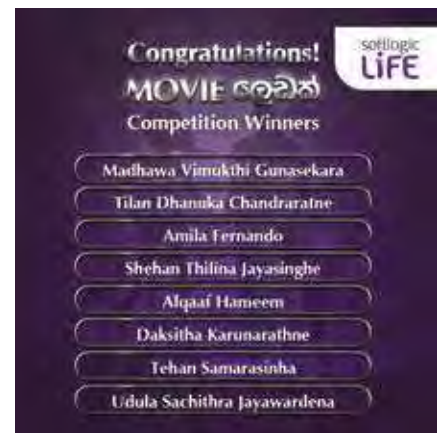 Congratulations!
softlogic
LiFE
MOVIE ලෙඩක්
Competition Winners
Madhawa Vimukthi Gunasekara
Tilan Dhanuka Chandraratne
Amila Fernando
Shehan Thilina Jayasinghe
Alqaaf Hameem
Daksitha Karunarathne
Tehan Samarasinha
Udula Sachithra Jayawardena